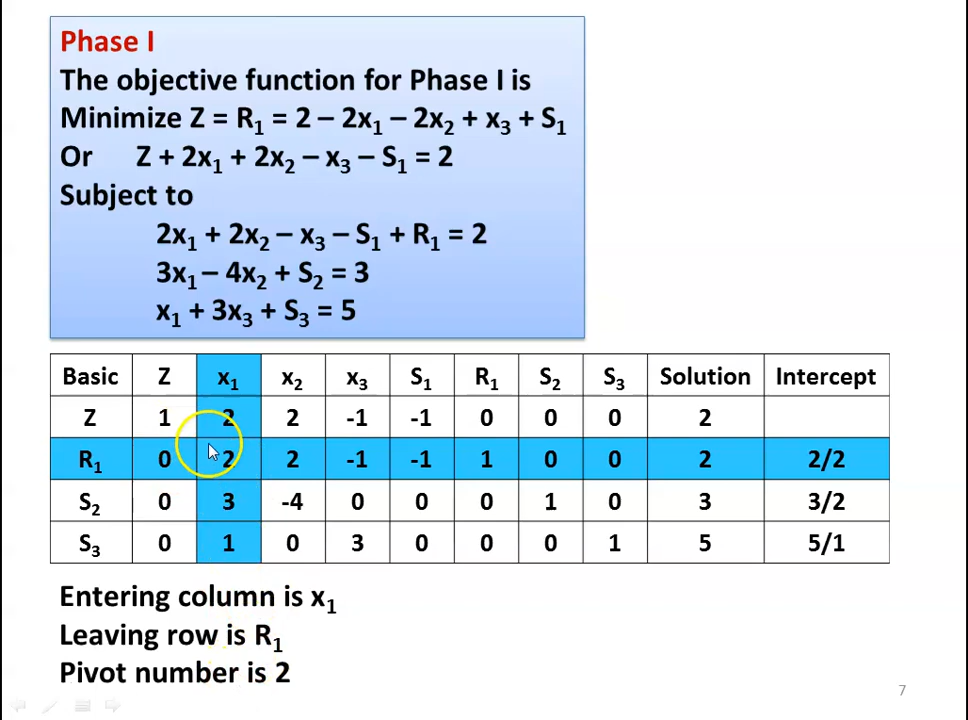 Phase I
The objective function for Phase I is
Minimize Z = R₁ = 2 – 2x₁ – 2x₂ + x₃ + S₁
Or Z + 2x₁ + 2x₂ – x₃ – S₁ = 2
Subject to
2x₁ + 2x₂ – x₃ – S₁ + R₁ = 2
3x₁ – 4x₂ + S₂ = 3
x₁ + 3x₃ + S₃ = 5
Basic Z x₁ x₂ x₃ S₁ R₁ S₂ S₃ Solution Intercept
Z 1 2 2 -1 -1 0 0 0 2
R₁ 0 2 2 -1 -1 1 0 0 2 2/2
S₂ 0 3 -4 0 0 0 1 0 3 3/2
S₃ 0 1 0 3 0 0 0 1 5 5/1
Entering column is x₁
Leaving row is R₁
Pivot number is 2
7